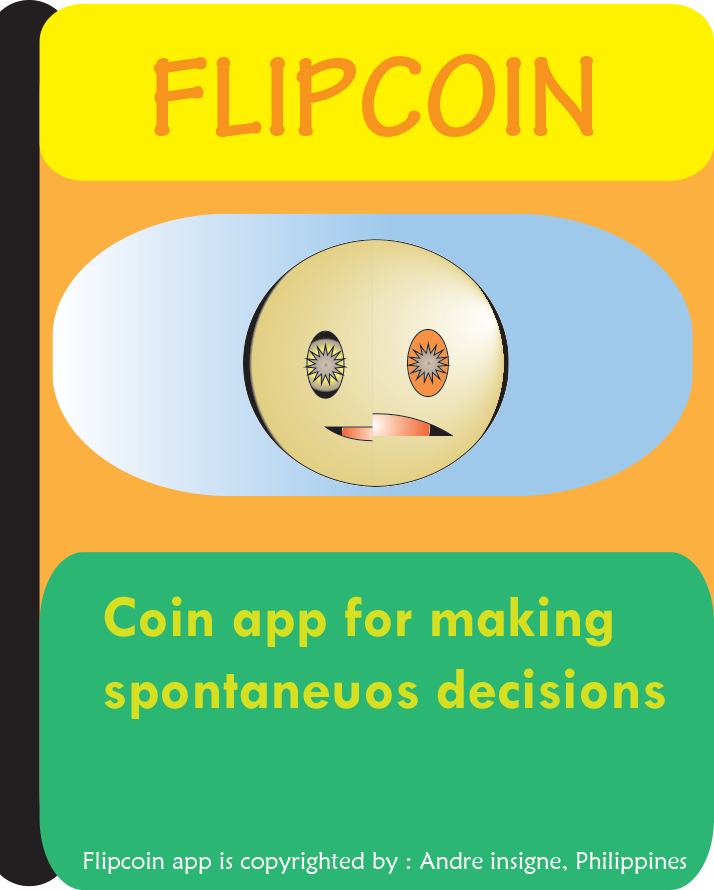 FLIPCOIN
Coin app for making
spontaneuos decisions
Flipcoin app is copyrighted by : Andre insigne, Philippines